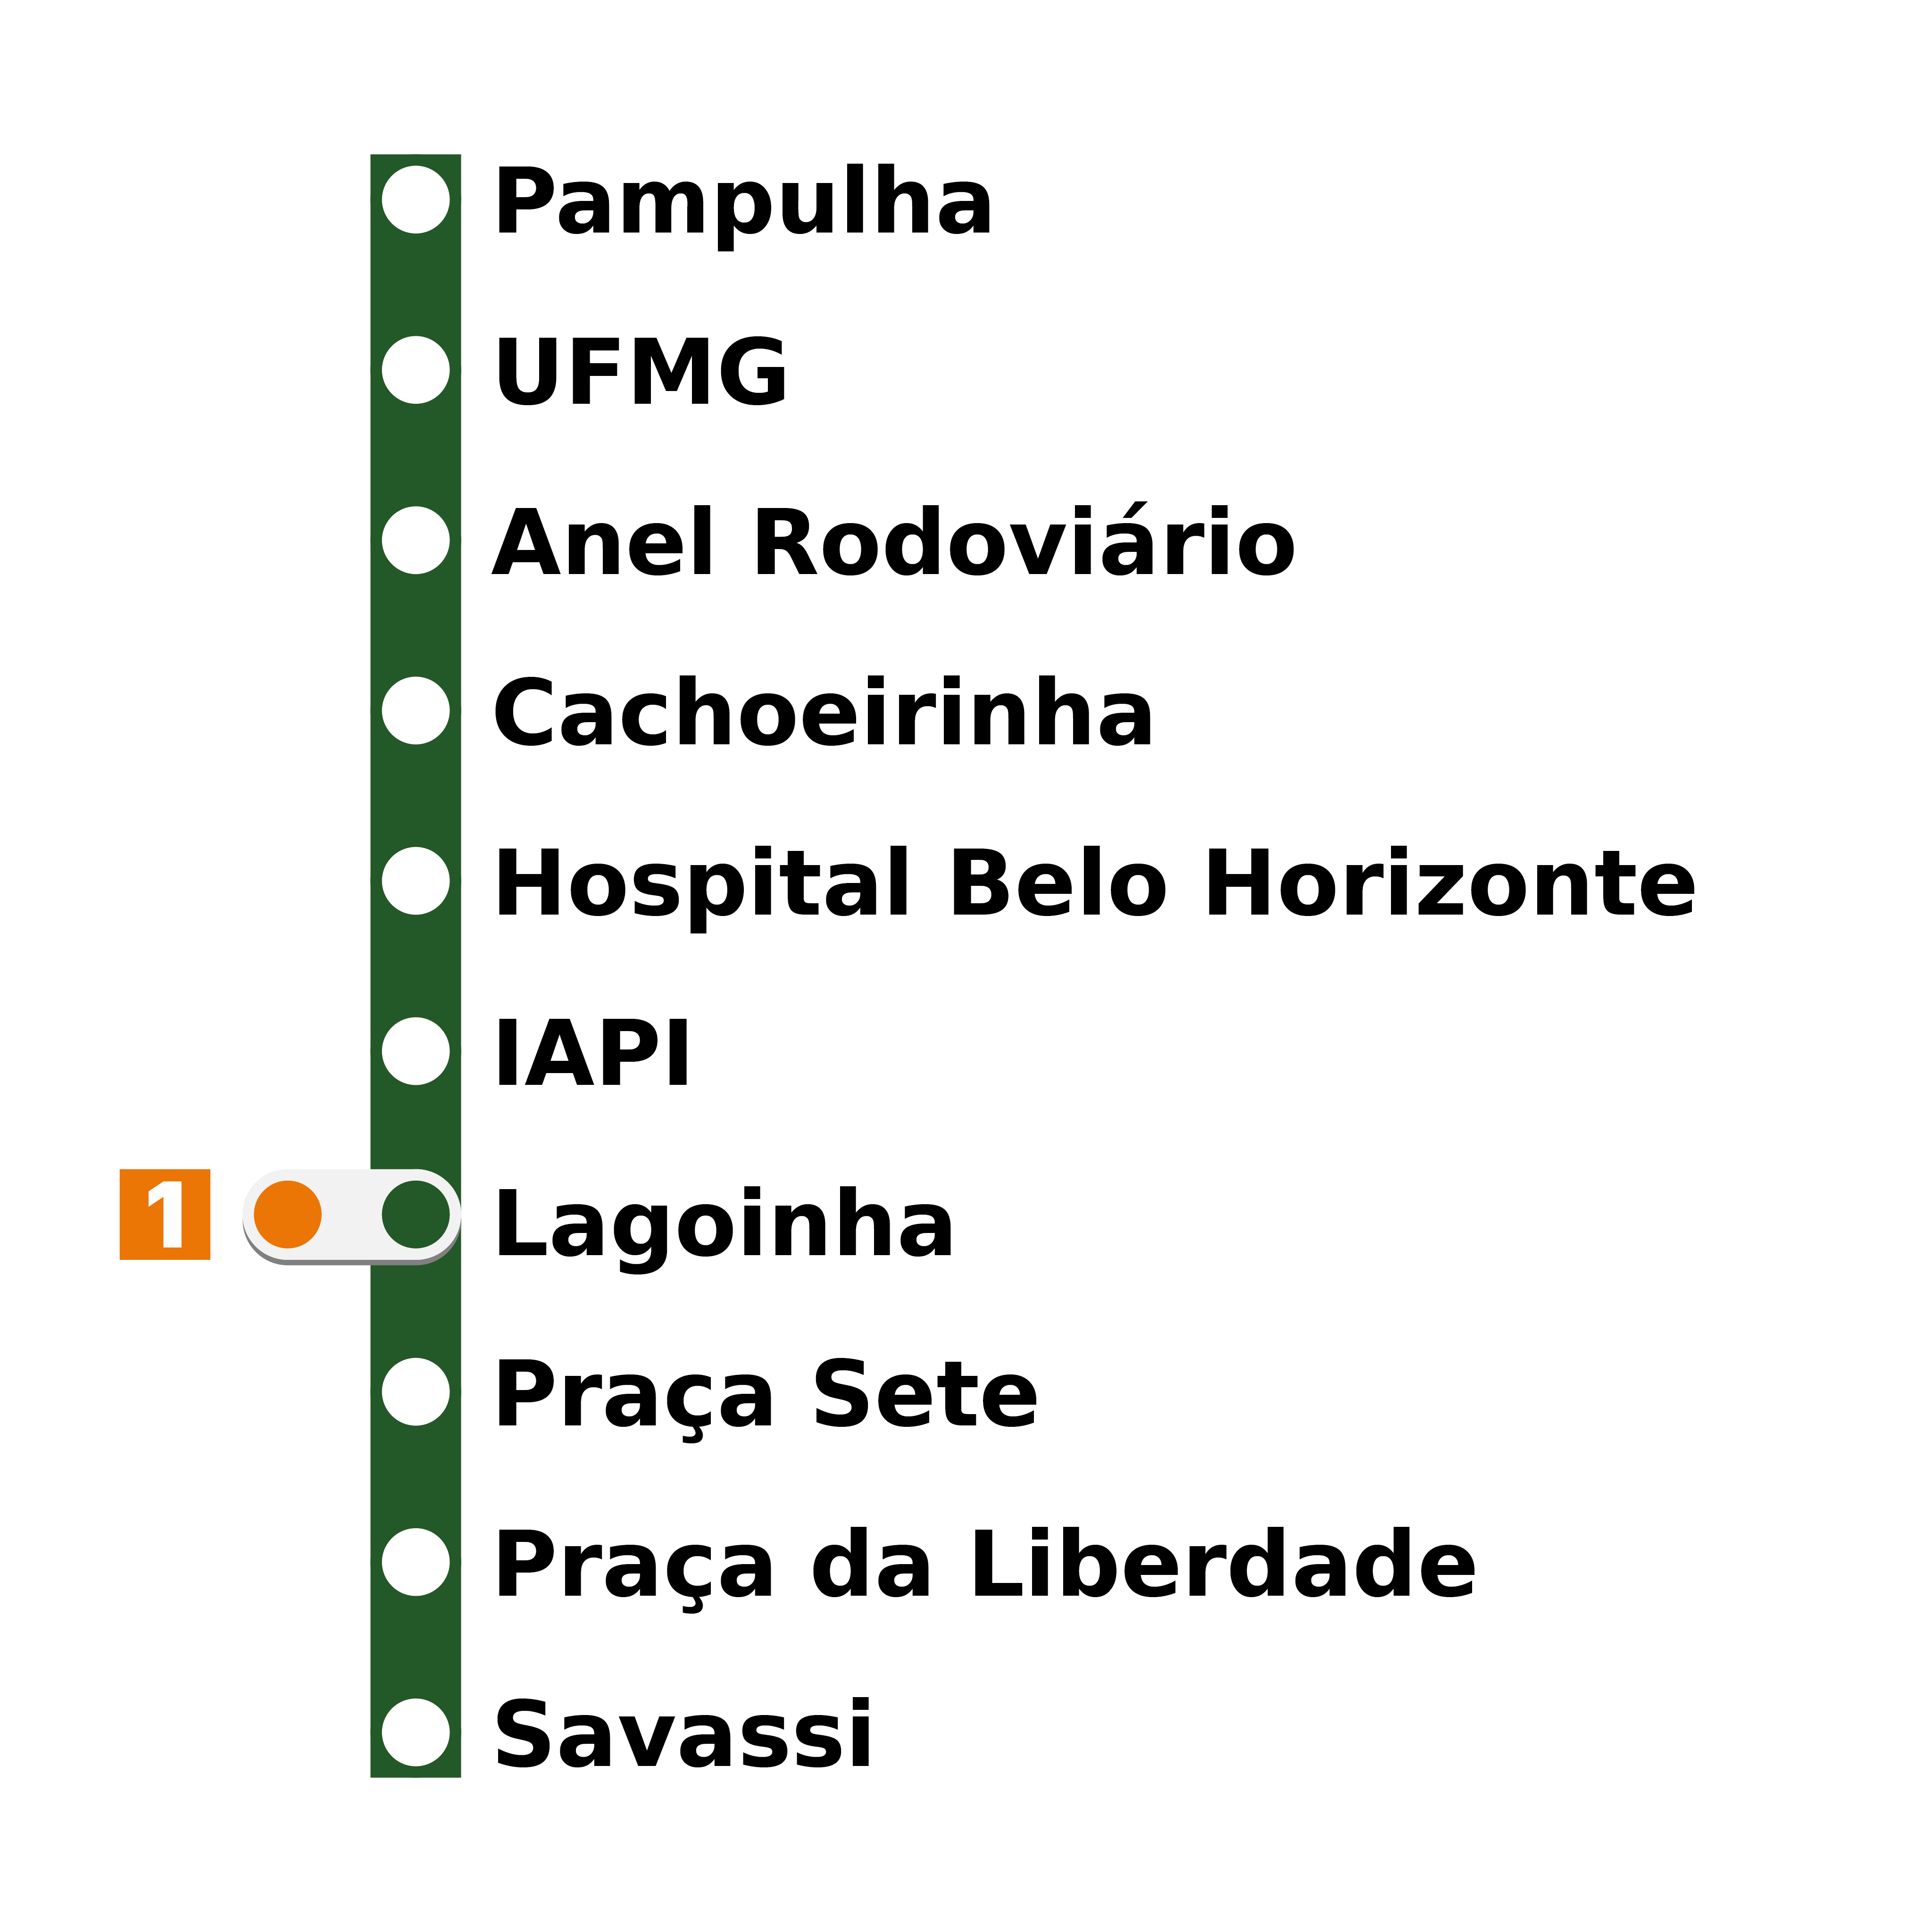 Pampulha
UFMG
Anel Rodoviário
Cachoeirinha
Hospital Belo Horizonte
IAPI
1 Lagoinha
Praça Sete
Praça da Liberdade
Savassi